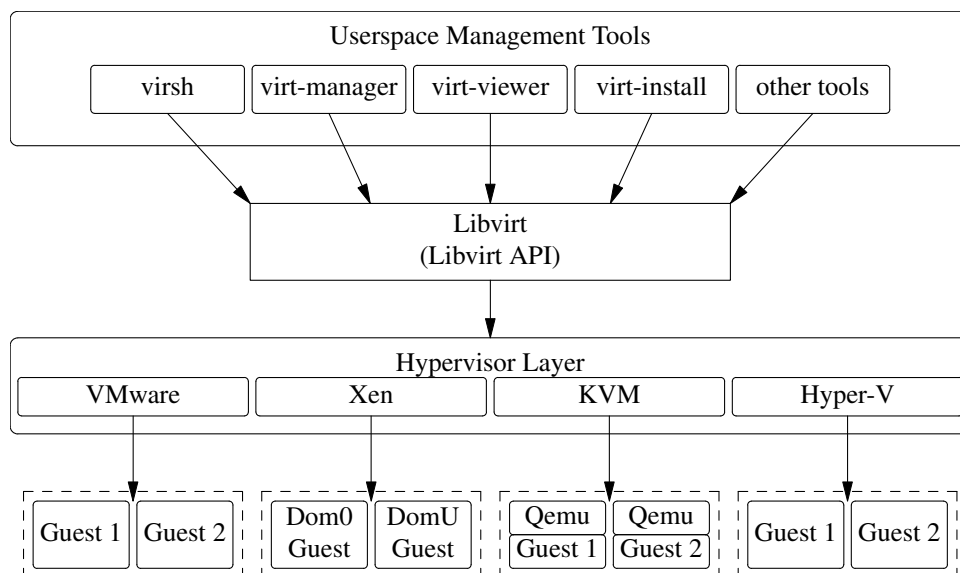 Userspace Management Tools
virsh
virt-manager
virt-viewer
virt-install
other tools
Libvirt
(Libvirt API)
Hypervisor Layer
VMware
Xen
KVM
Hyper-V
Guest 1
Guest 2
Dom0
Guest
DomU
Guest
Qemu
Guest 1
Qemu
Guest 2
Guest 1
Guest 2